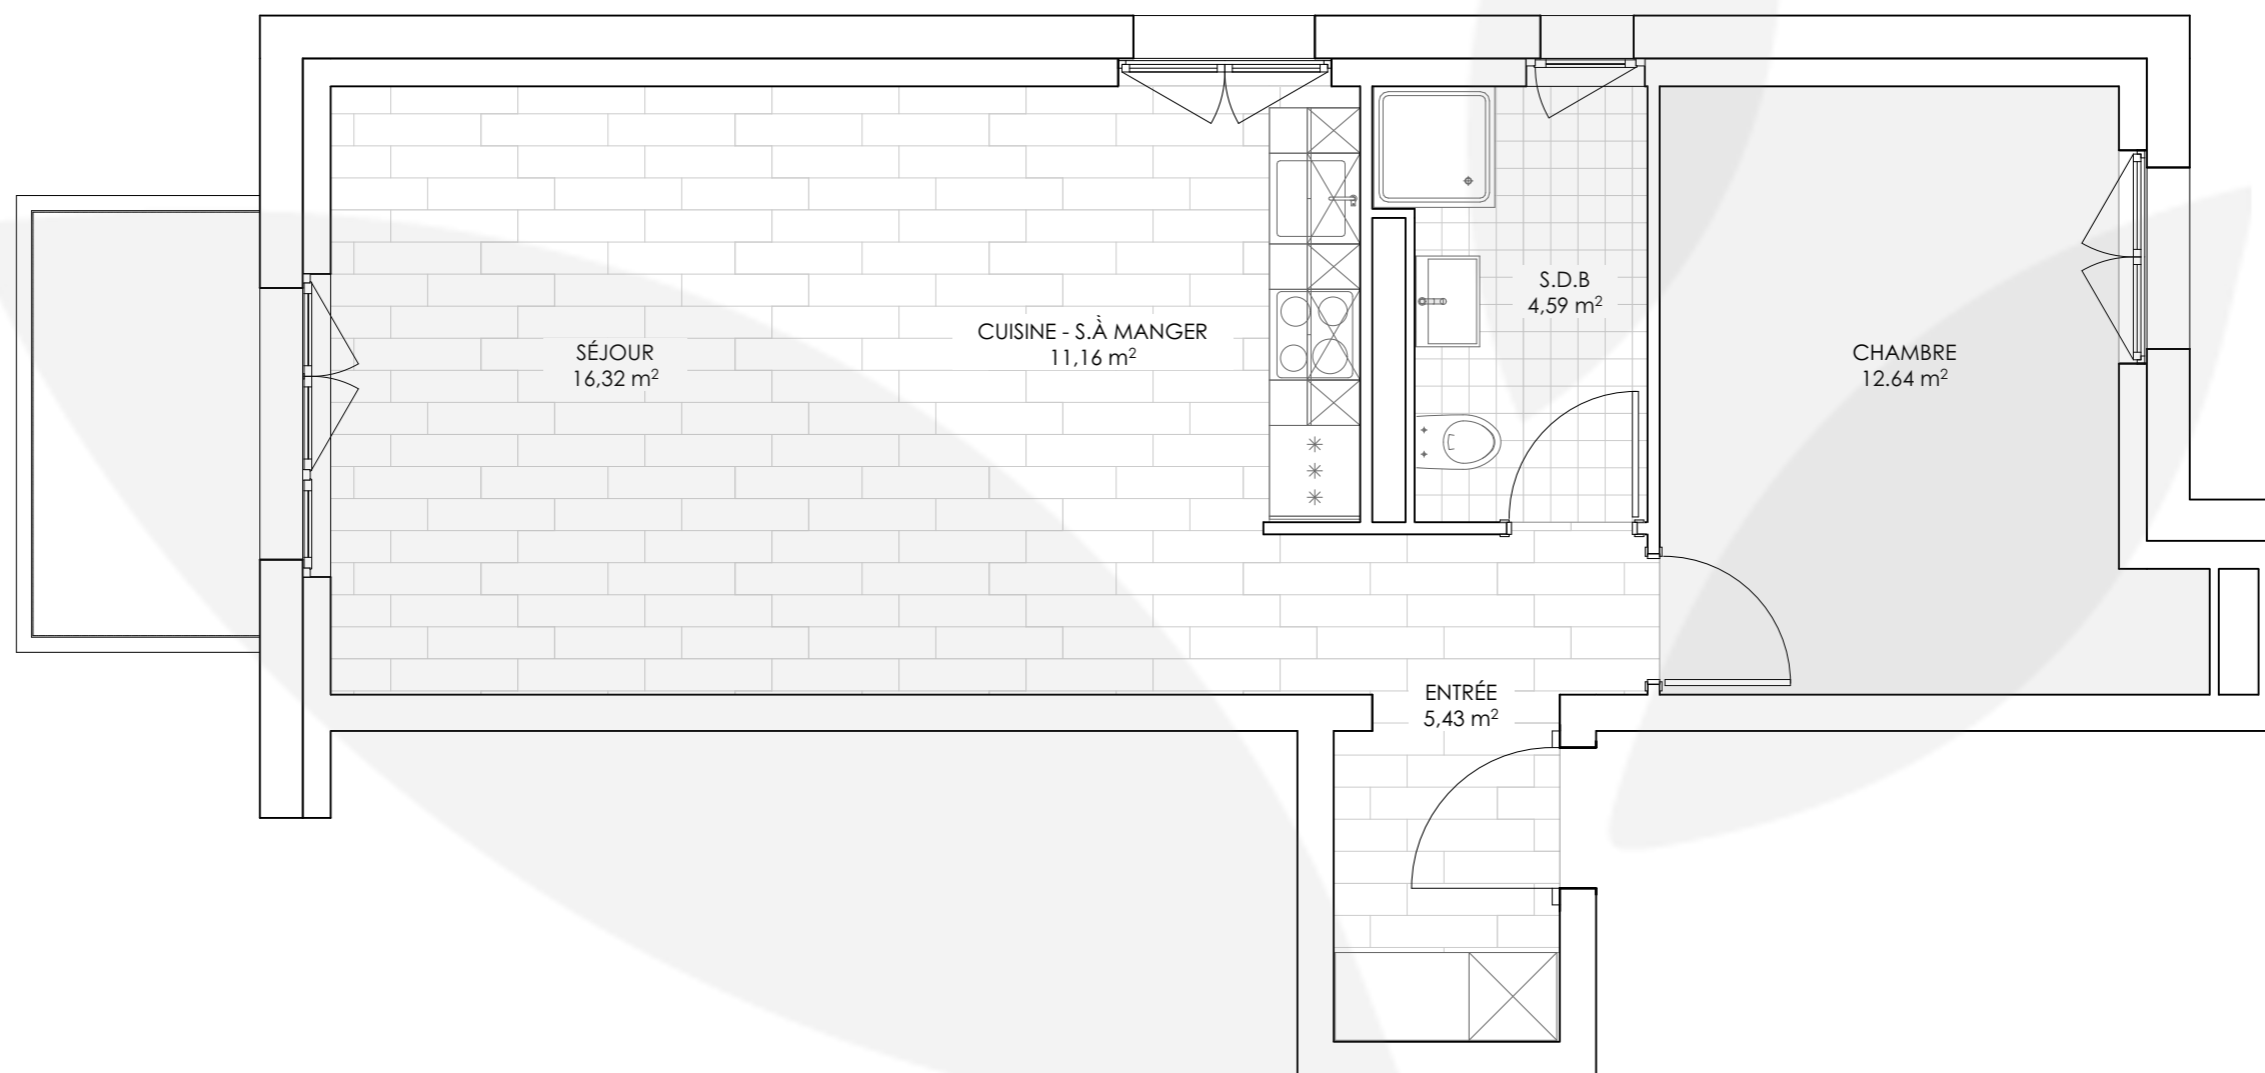 SÉJOUR
16,32 m²
CUISINE - S.À MANGER
11,16 m²
S.D.B
4,59 m²
CHAMBRE
12.64 m²
ENTRÉE
5,43 m²